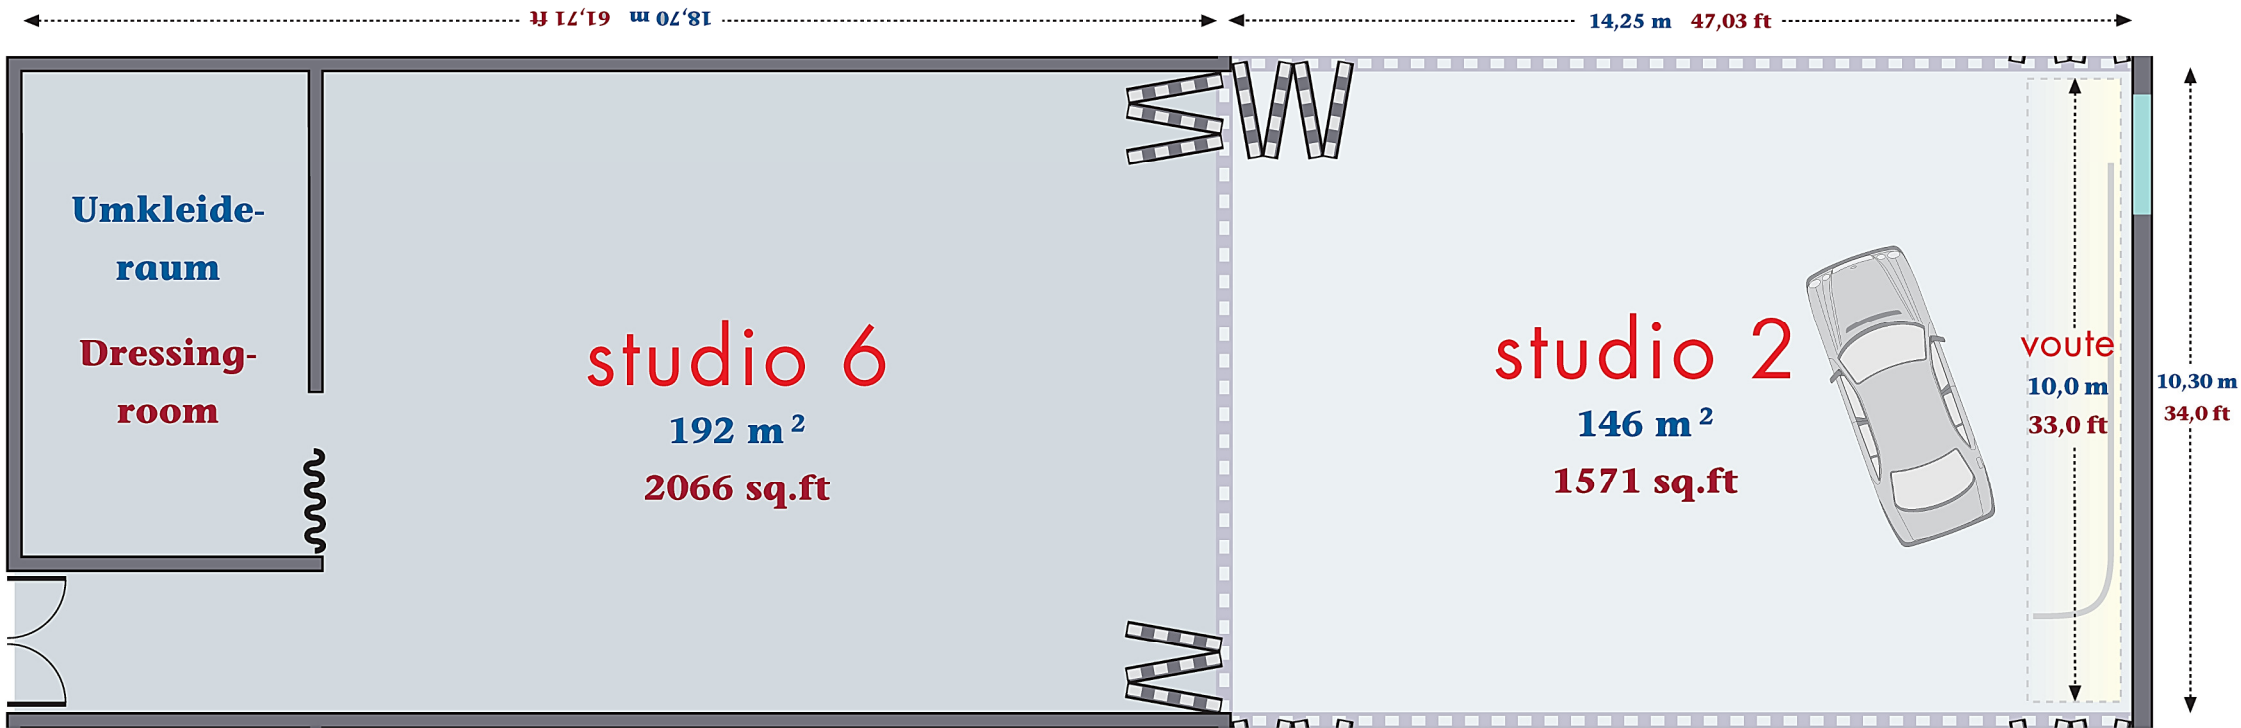 18,70 m 61,71 ft
14,25 m 47,03 ft
Umkleide-
raum
Dressing-
room
studio 6
192 m²
2066 sq.ft
studio 2
146 m²
1571 sq.ft
voute
10,0 m
33,0 ft
10,30 m
34,0 ft